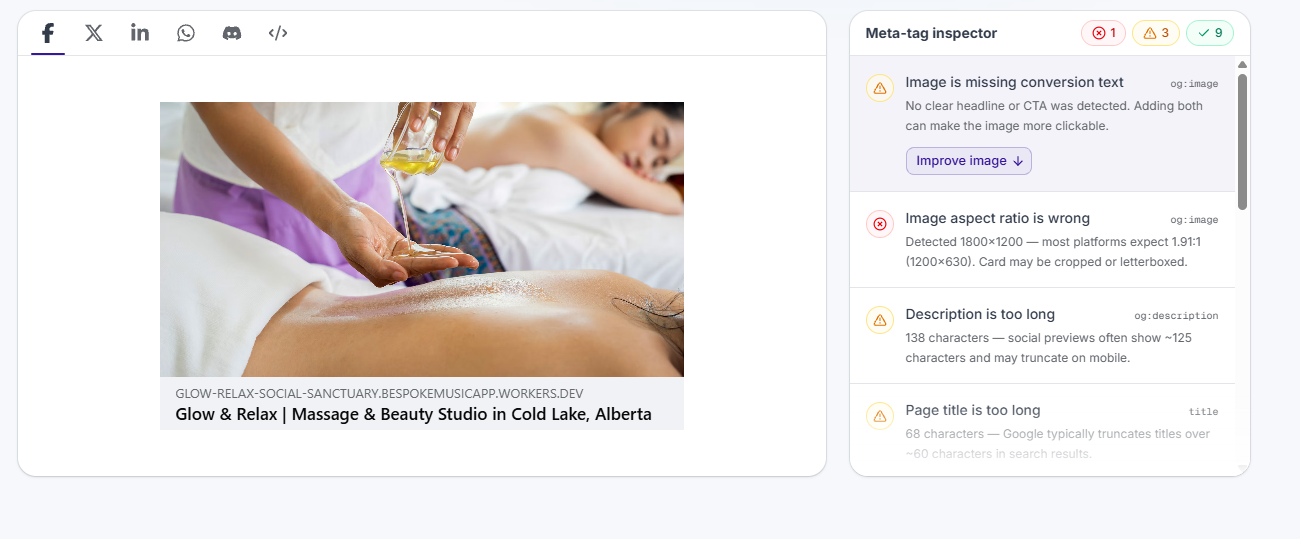 Meta-tag inspector
1
3
9
Image is missing conversion text
og:image
No clear headline or CTA was detected. Adding both
can make the image more clickable.
Improve image ↓
Image aspect ratio is wrong
og:image
Detected 1800×1200 — most platforms expect 1.91:1
(1200×630). Card may be cropped or letterboxed.
Description is too long
og:description
138 characters — social previews often show ~125
characters and may truncate on mobile.
Page title is too long
title
68 characters — Google typically truncates titles over
~60 characters in search results.
GLOW-RELAX-SOCIAL-SANCTUARY.BESPOKEMUSICAPP.WORKERS.DEV
Glow & Relax | Massage & Beauty Studio in Cold Lake, Alberta